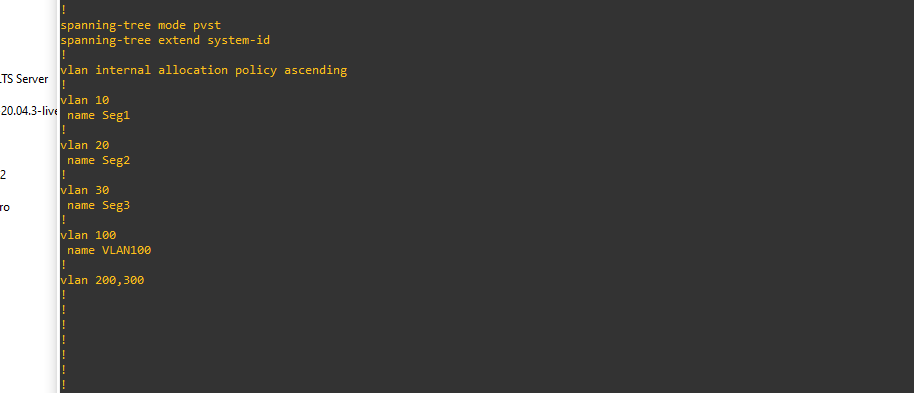 !
spanning-tree mode pvst
spanning-tree extend system-id
!
vlan internal allocation policy ascending
!
vlan 10
name Seg1
!
vlan 20
name Seg2
!
vlan 30
name Seg3
!
vlan 100
name VLAN100
!
vlan 200,300
!
!
!
!
!
!
!
LTS Server
-20.04.3-live
2
ro